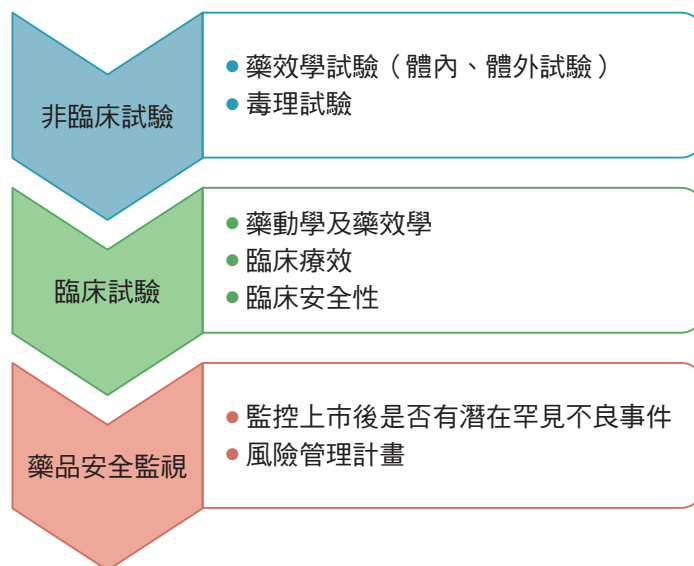 非臨床試驗
藥效學試驗（體內、體外試驗）
毒理試驗
臨床試驗
藥動學及藥效學
臨床療效
臨床安全性
藥品安全監視
監控上市後是否有潛在罕見不良事件
風險管理計畫